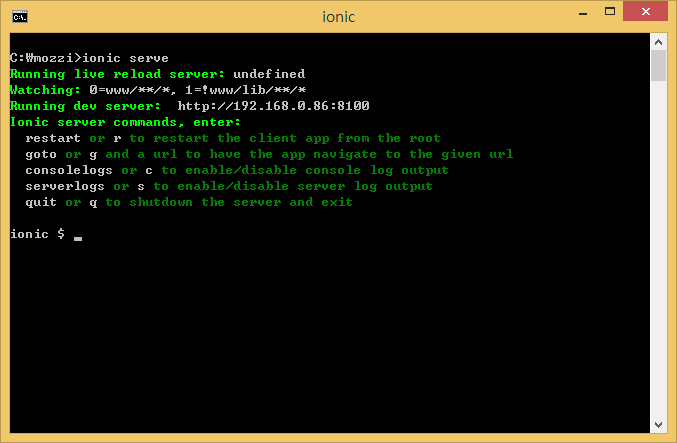 ionic
C:\Wmozzi>ionic serve
Running live reload server: undefined
Watching: 0=www/**/*, 1=!www/lib/**/*
Running dev server:  http://192.168.0.86:8100
Ionic server commands, enter:
  restart or r to restart the client app from the root
  goto or g and a url to have the app navigate to the given url
  consolelogs or c to enable/disable console log output
  serverlogs or s to enable/disable server log output
  quit or q to shutdown the server and exit
ionic $